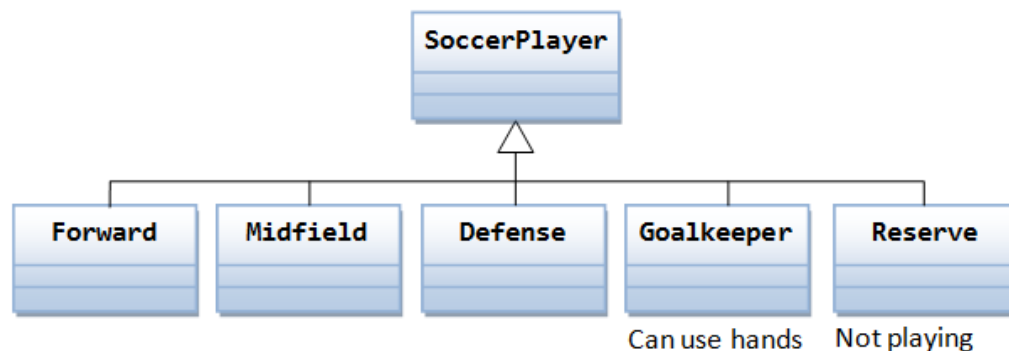 SoccerPlayer
Forward Midfield Defense Goalkeeper Reserve
Can use hands Not playing